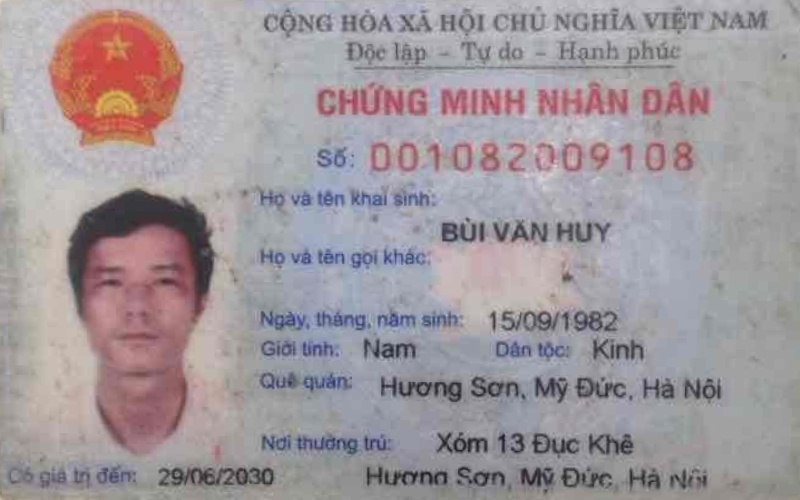 CỘNG HÒA XÃ HỘI CHỦ NGHĨA VIỆT NAM
Độc lập – Tự do – Hạnh phúc
CHỨNG MINH NHÂN DÂN
Số: 001082009108
Họ và tên khai sinh:
BÙI VĂN HUY
Họ và tên gọi khác:
Ngày, tháng, năm sinh: 15/09/1982
Giới tính: Nam Dân tộc: Kinh
Quê quán: Hương Sơn, Mỹ Đức, Hà Nội
Nơi thường trú: Xóm 13 Đục Khê
Có giá trị đến: 29/06/2030 Hương Sơn, Mỹ Đức, Hà Nội